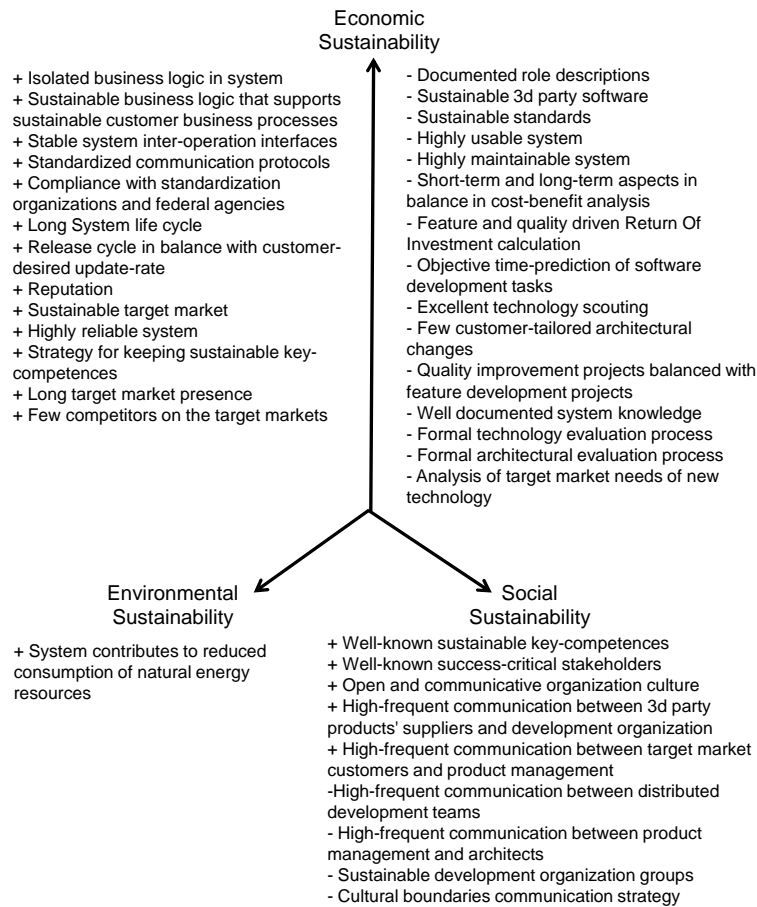 Economic
Sustainability
+ Isolated business logic in system
+ Sustainable business logic that supports
sustainable customer business processes
+ Stable system inter-operation interfaces
+ Standardized communication protocols
+ Compliance with standardization
organizations and federal agencies
+ Long System life cycle
+ Release cycle in balance with customer-
desired update-rate
+ Reputation
+ Sustainable target market
+ Highly reliable system
+ Strategy for keeping sustainable key-
competences
+ Long target market presence
+ Few competitors on the target markets
- Documented role descriptions
- Sustainable 3d party software
- Sustainable standards
- Highly usable system
- Highly maintainable system
- Short-term and long-term aspects in
balance in cost-benefit analysis
- Feature and quality driven Return Of
Investment calculation
- Objective time-prediction of software
development tasks
- Excellent technology scouting
- Few customer-tailored architectural
changes
- Quality improvement projects balanced with
feature development projects
- Well documented system knowledge
- Formal technology evaluation process
- Formal architectural evaluation process
- Analysis of target market needs of new
technology
Environmental
Sustainability
+ System contributes to reduced
consumption of natural energy
resources
Social
Sustainability
+ Well-known sustainable key-competences
+ Well-known success-critical stakeholders
+ Open and communicative organization culture
+ High-frequent communication between 3d party
products' suppliers and development organization
+ High-frequent communication between target market
customers and product management
-High-frequent communication between distributed
development teams
- High-frequent communication between product
management and architects
- Sustainable development organization groups
- Cultural boundaries communication strategy